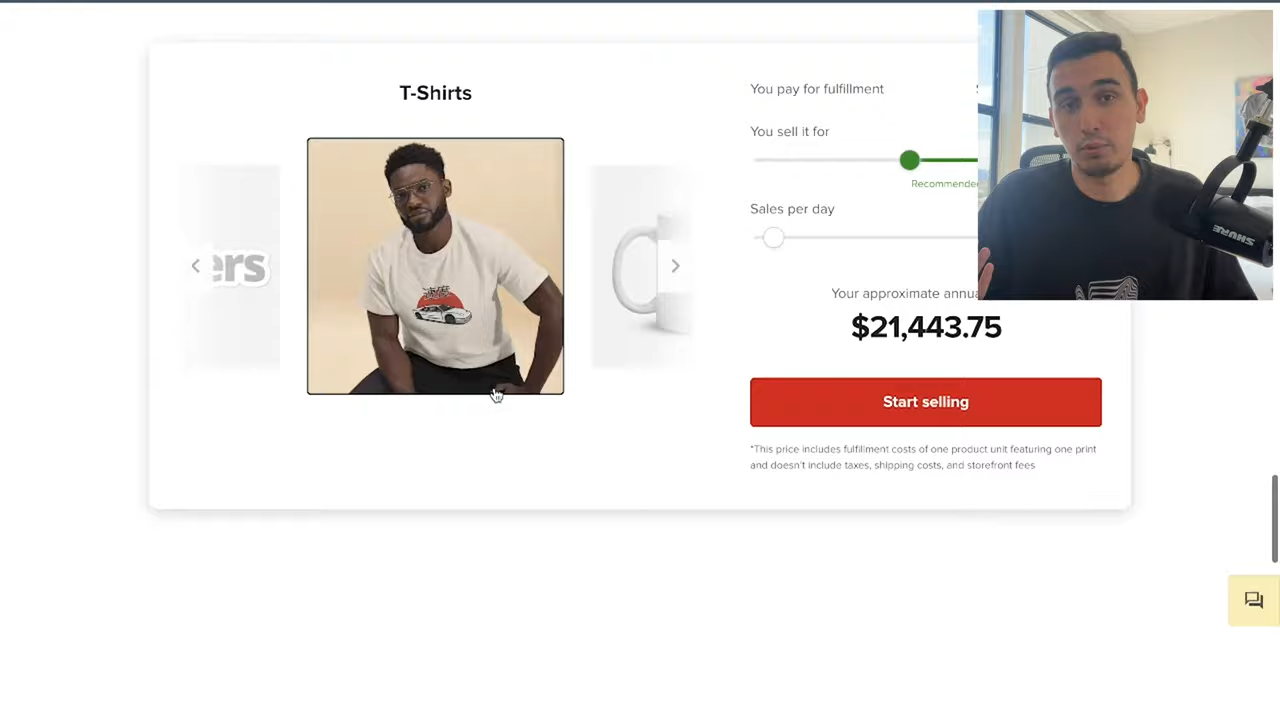 T-Shirts
ers
You pay for fulfillment
You sell it for
Sales per day
Your approximate
$21,443.75
Start selling
*This price includes fulfillment costs of one product unit featuring one print
and doesn't include taxes, shipping costs, and storefront fees
SHURE